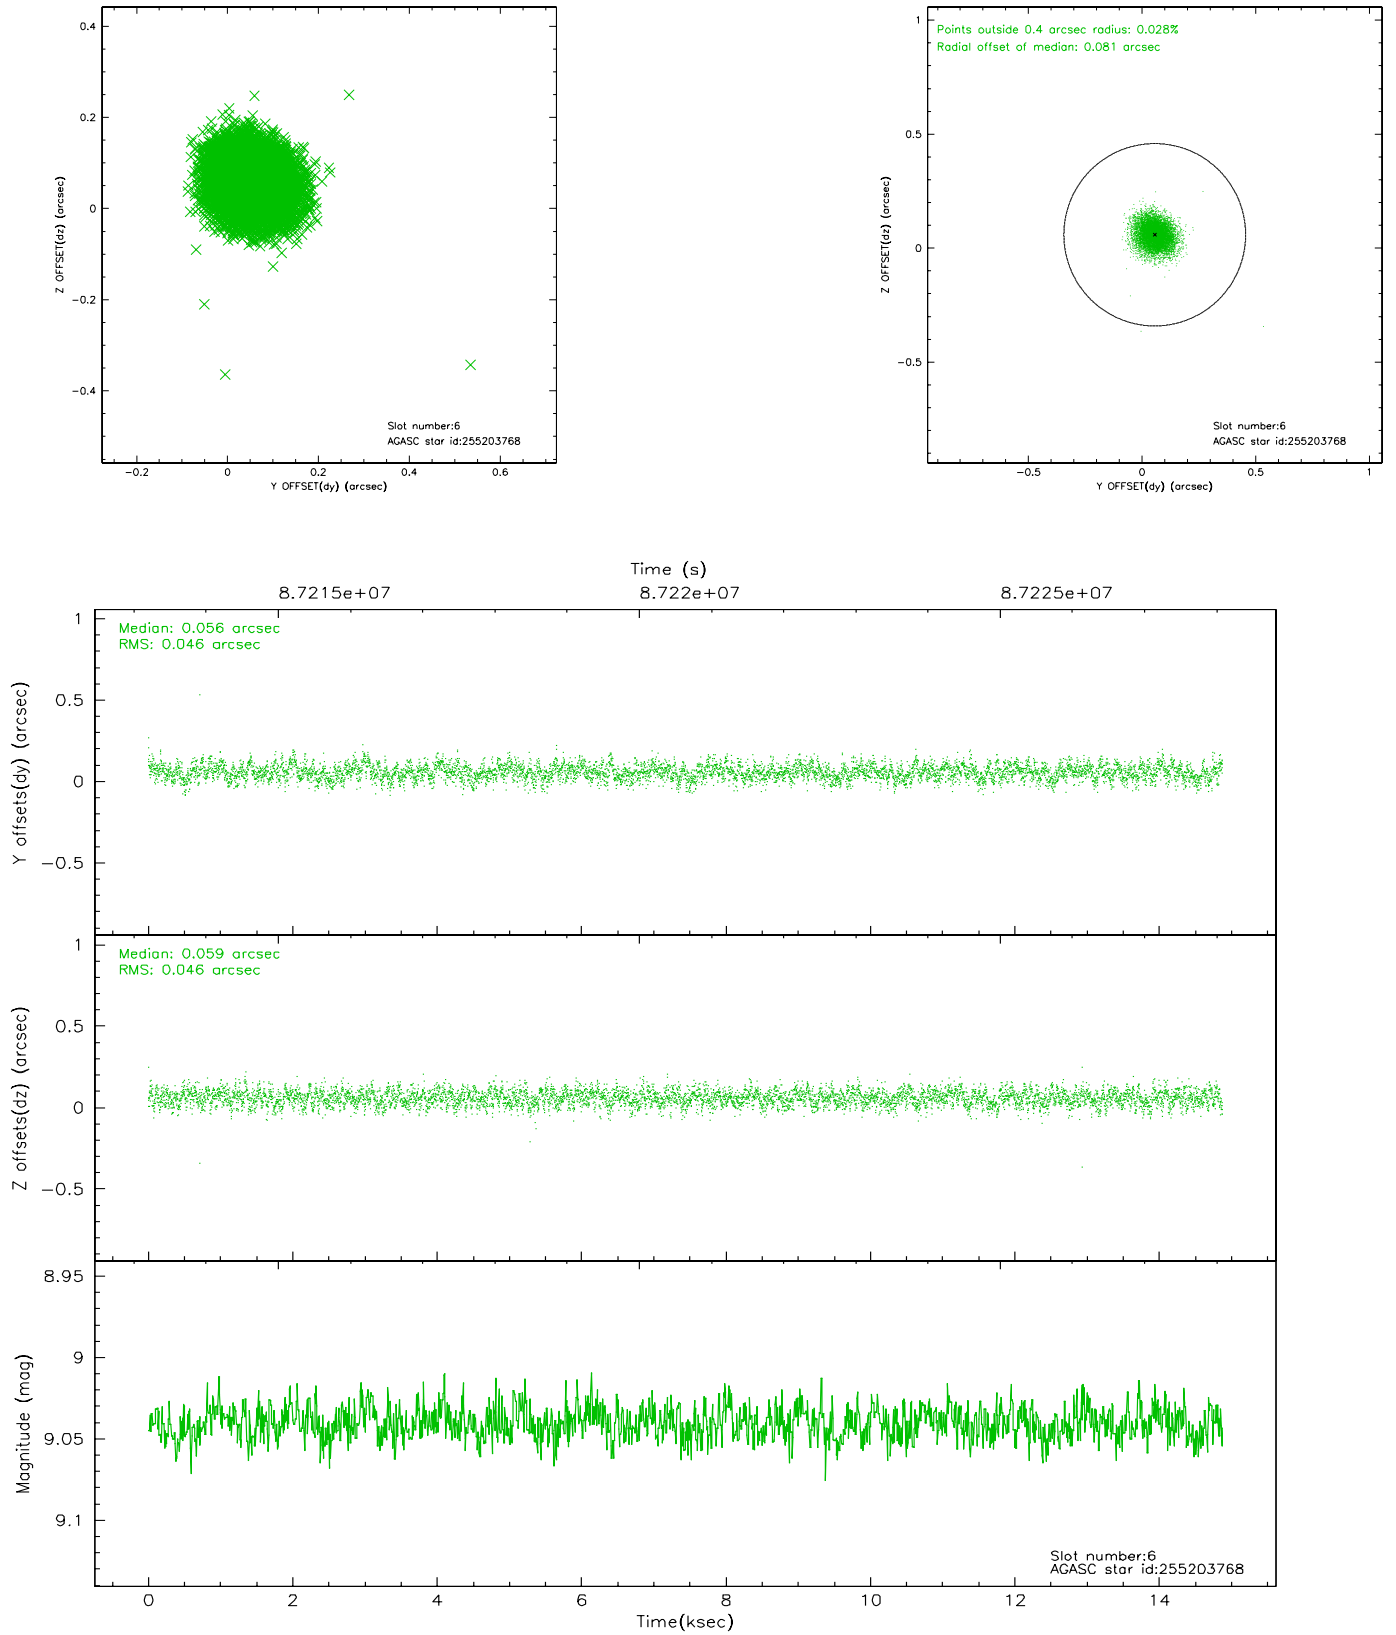 0.4
0.2
0
−0.2
−0.4
Z OFFSET(dz) (arcsec)
Slot number:6
AGASC star id:255203768
−0.2 0 0.2 0.4 0.6
Y OFFSET(dy) (arcsec)
Points outside 0.4 arcsec radius: 0.028%
Radial offset of median: 0.081 arcsec
1
0.5
0
−0.5
Z OFFSET(dz) (arcsec)
Slot number:6
AGASC star id:255203768
−0.5 0 0.5 1
Y OFFSET(dy) (arcsec)
Time (s)
8.7215e+07 8.722e+07 8.7225e+07
Median: 0.056 arcsec
RMS: 0.046 arcsec
1
0.5
0
−0.5
Y offsets(dy) (arcsec)
Median: 0.059 arcsec
RMS: 0.046 arcsec
1
0.5
0
−0.5
Z offsets(dz) (arcsec)
8.95
9
9.05
9.1
Magnitude (mag)
Slot number:6
AGASC star id:255203768
0 2 4 6 8 10 12 14
Time(ksec)